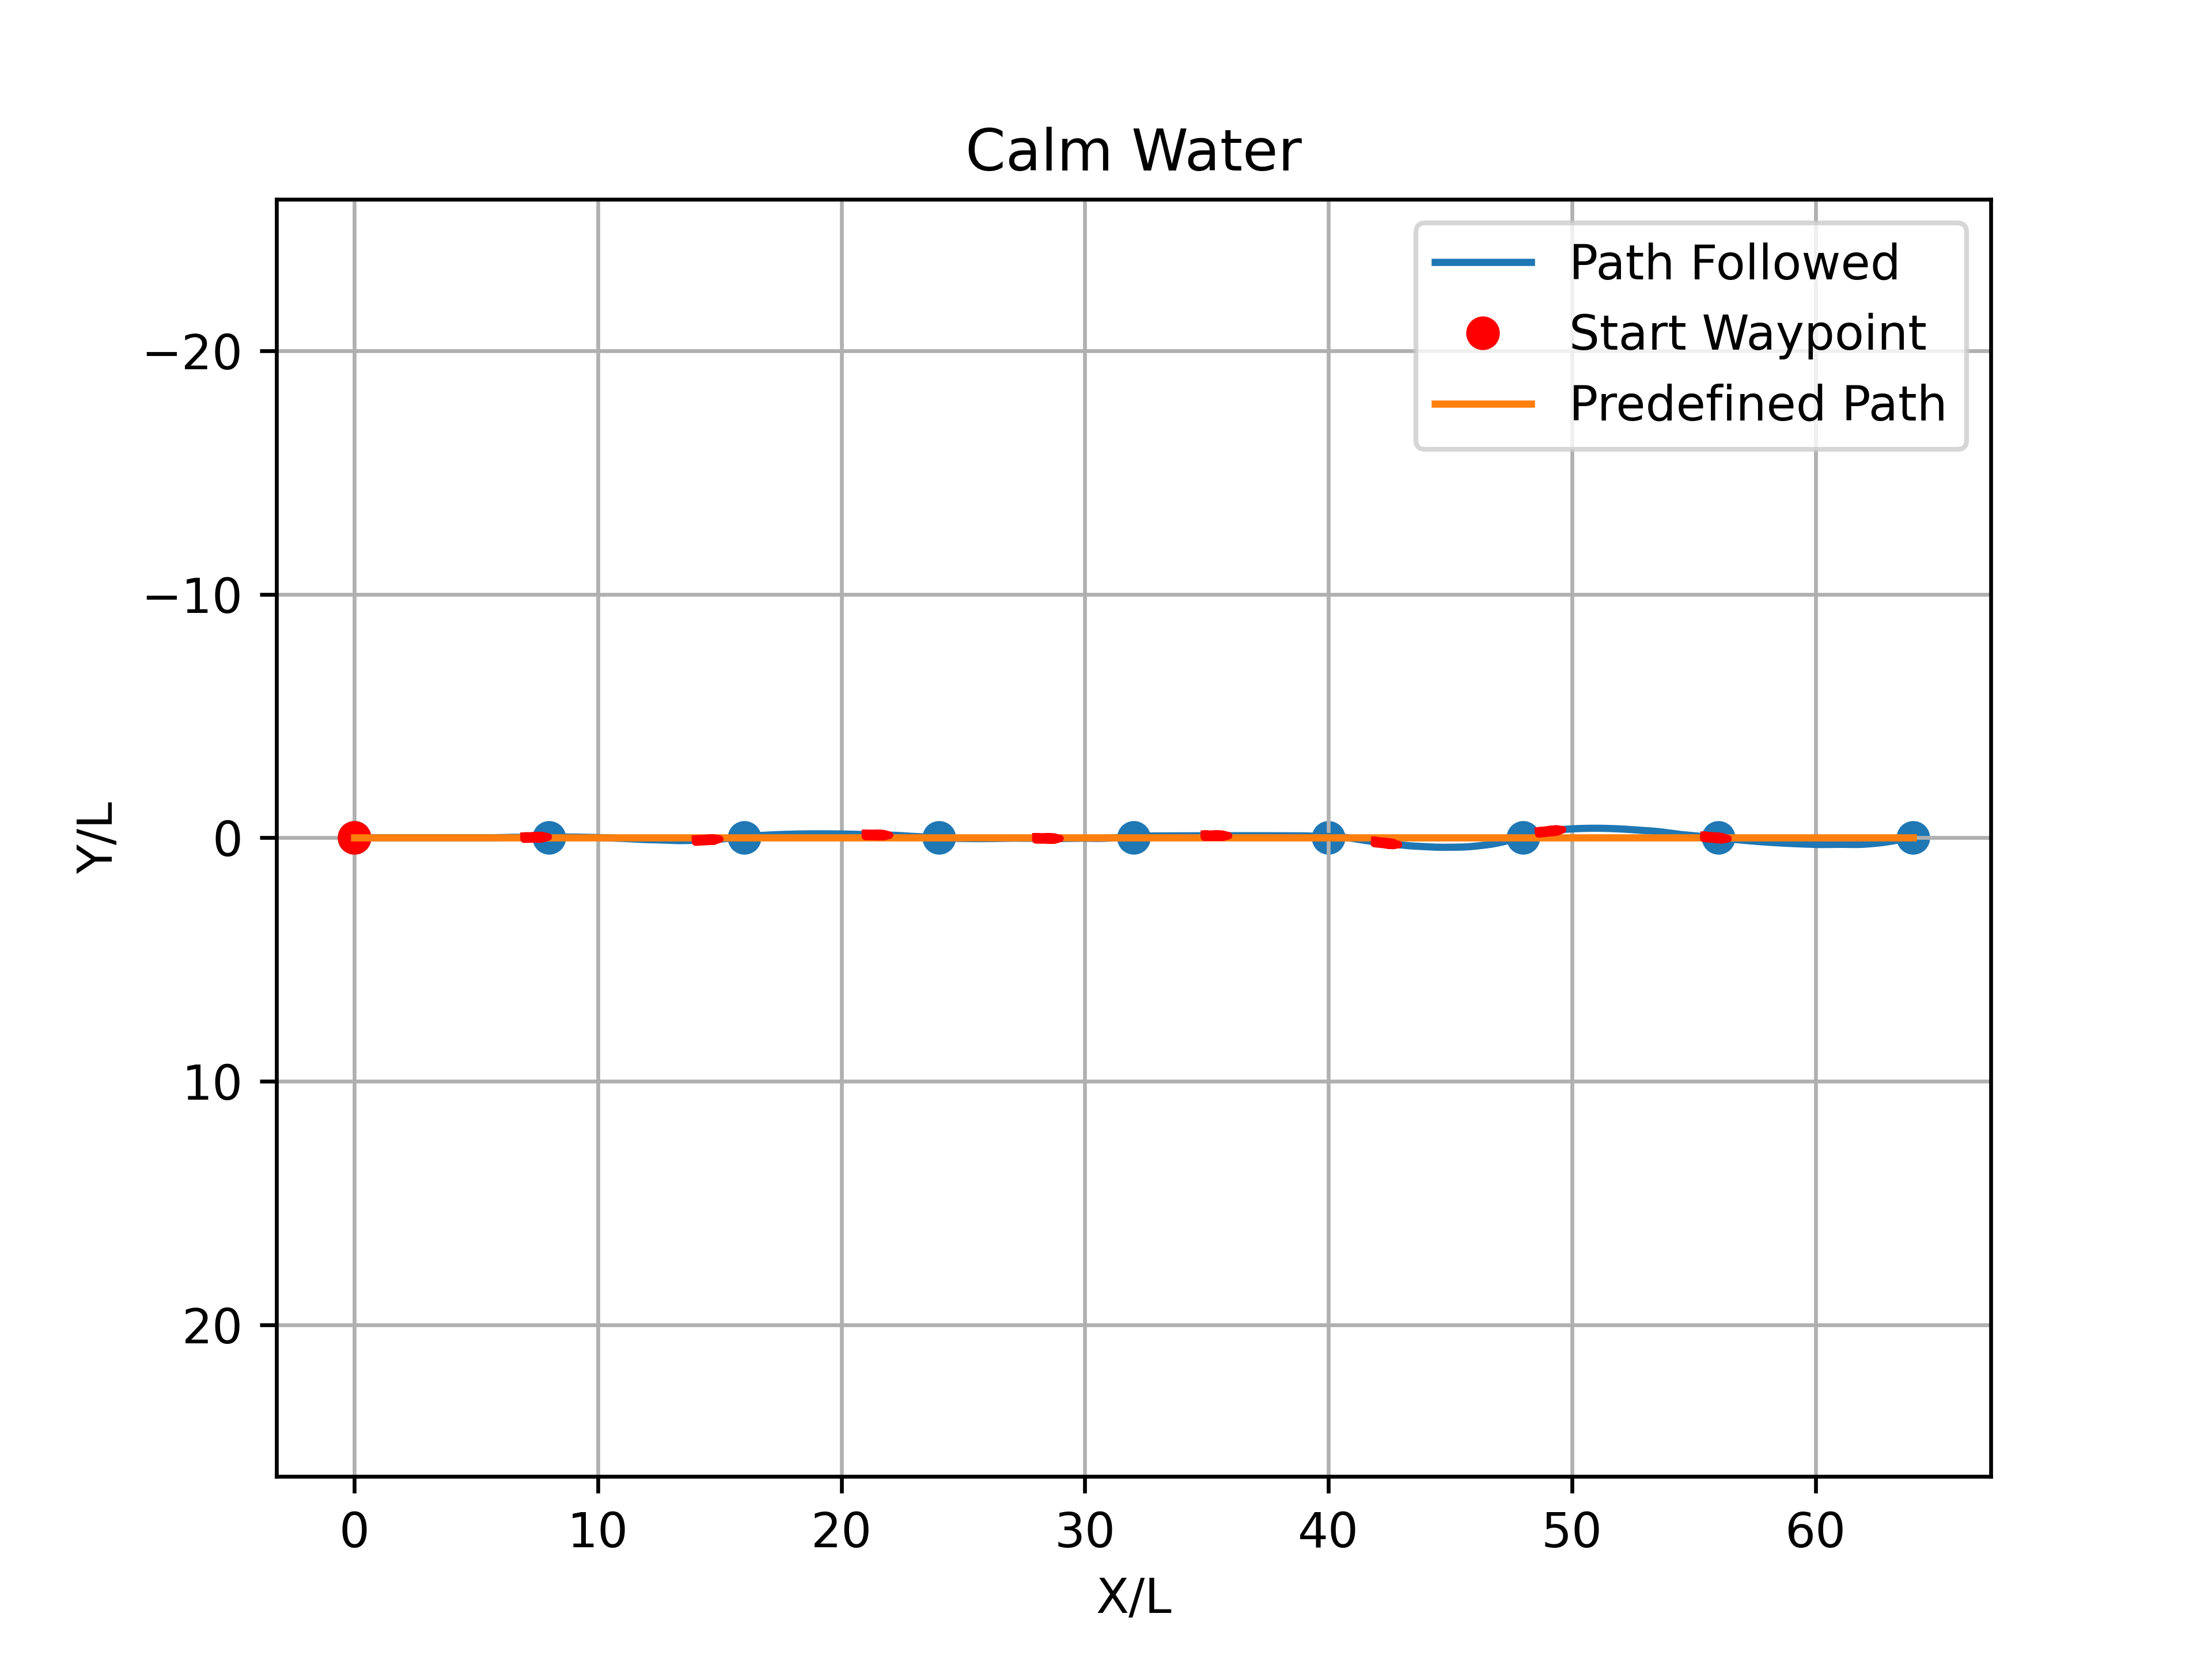 Calm Water
Path Followed
Start Waypoint
Predefined Path
−20
−10
0
10
20
Y/L
0 10 20 30 40 50 60
X/L